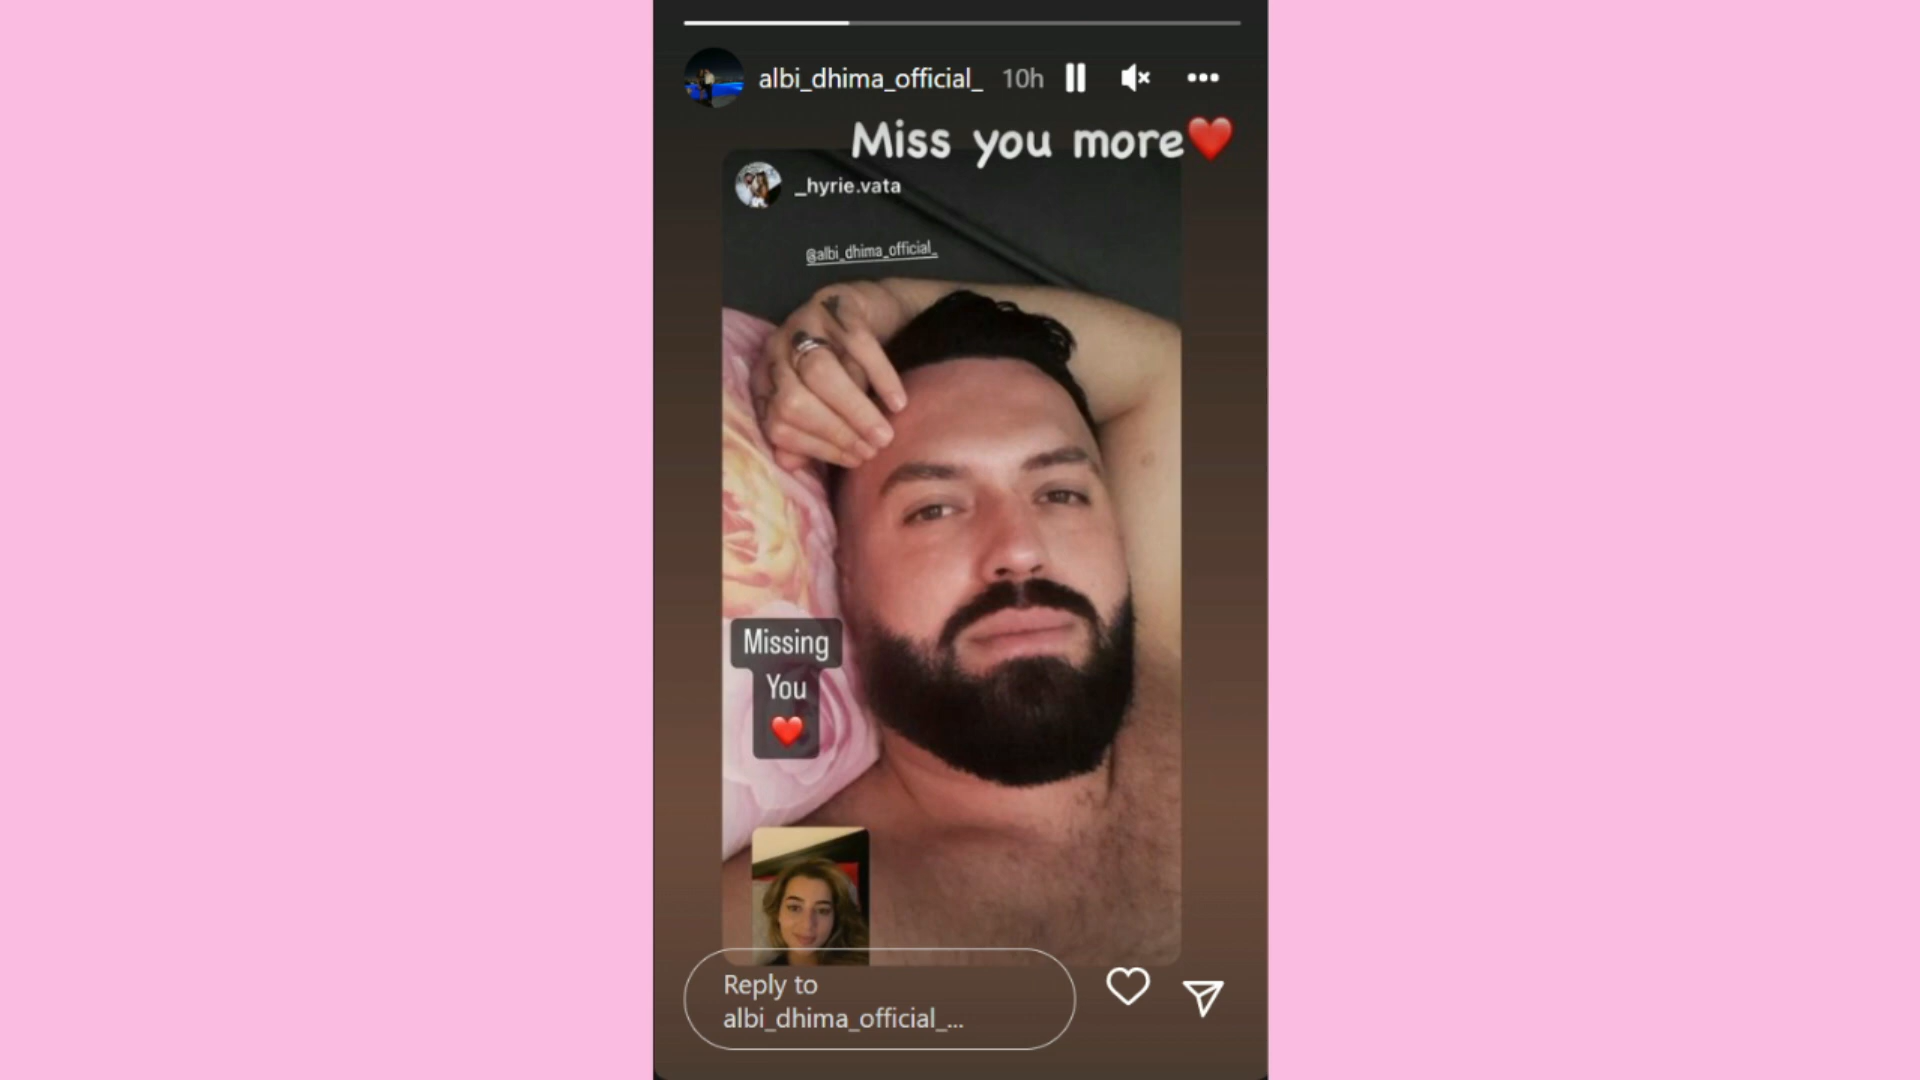 albi_dhima_official_ 10h
Miss you more❤️
_hyrie.vata
@albi_dhima_official_
Missing
You
❤️
Reply to
albi_dhima_official_...